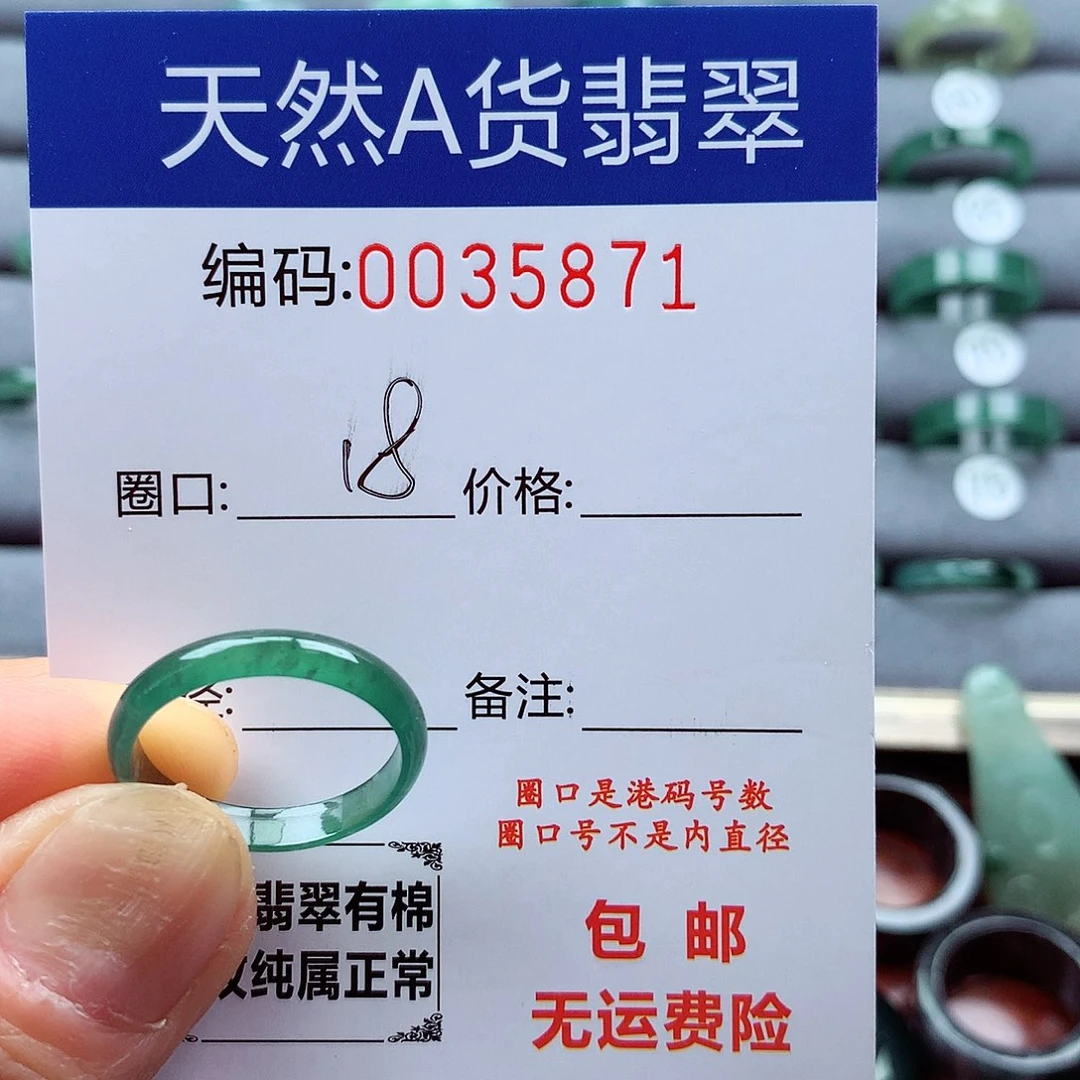 天然A货翡翠
编码:0035871
圈口: 18 价格:
备注:
圈口是港码号数
圈口号不是内直径
翡翠有棉
纯属正常
包 邮
无运费险